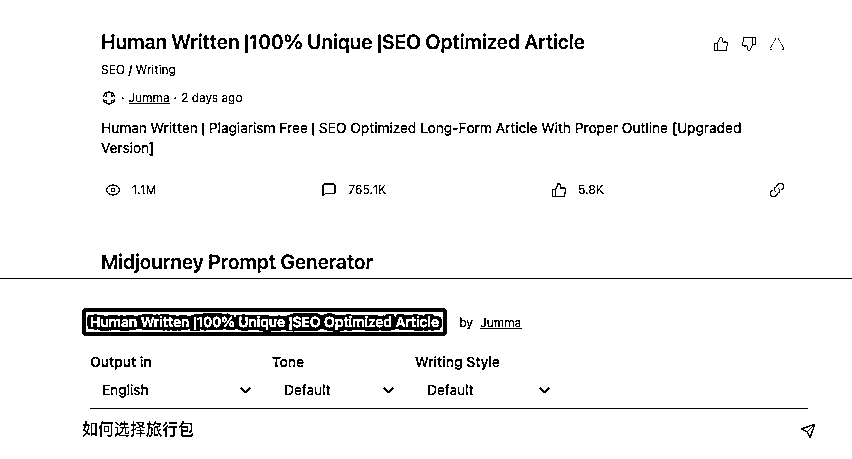 Human Written |100% Unique |SEO Optimized Article
SEO / Writing
· Jumma · 2 days ago
Human Written | Plagiarism Free | SEO Optimized Long-Form Article With Proper Outline [Upgraded
Version]
1.1M 765.1K 5.8K
Midjourney Prompt Generator
Human Written |100% Unique |SEO Optimized Article by Jumma
Output in Tone Writing Style
English Default Default
如何选择旅行包